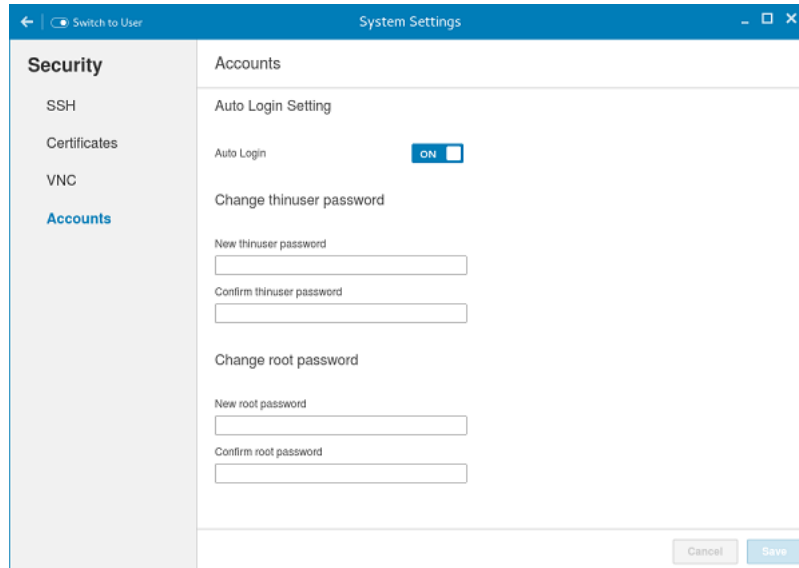 Switch to User
System Settings
Security
SSH
Certificates
VNC
Accounts
Accounts
Auto Login Setting
Auto Login
ON
Change thinuser password
New thinuser password
Confirm thinuser password
Change root password
New root password
Confirm root password
Cancel
Save